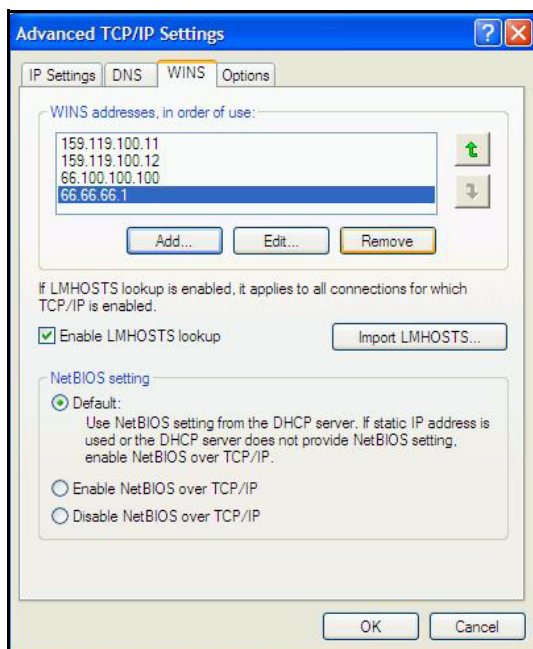 Advanced TCP/IP Settings
IP Settings DNS WINS Options
WINS addresses, in order of use:
159.119.100.11
159.119.100.12
66.100.100.100
66.66.66.1
Add... Edit... Remove
If LMHOSTS lookup is enabled, it applies to all connections for which
TCP/IP is enabled.
Enable LMHOSTS lookup Import LMHOSTS...
NetBIOS setting
Default:
Use NetBIOS setting from the DHCP server. If static IP address is
used or the DHCP server does not provide NetBIOS setting,
enable NetBIOS over TCP/IP.
Enable NetBIOS over TCP/IP
Disable NetBIOS over TCP/IP
OK Cancel